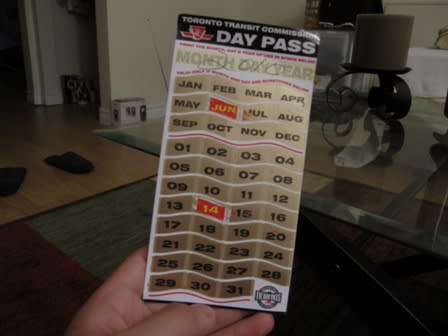 TORONTO TRANSIT COMMISSION
DAY PASS
MONTH DAY YEAR
JAN FEB MAR APR
MAY JUN JUL AUG
SEP OCT NOV DEC
01 02 03 04
05 06 07 08
09 10 11 12
13 14 15 16
17 18 19 20
21 22 23 24
25 26 27 28
29 30 31